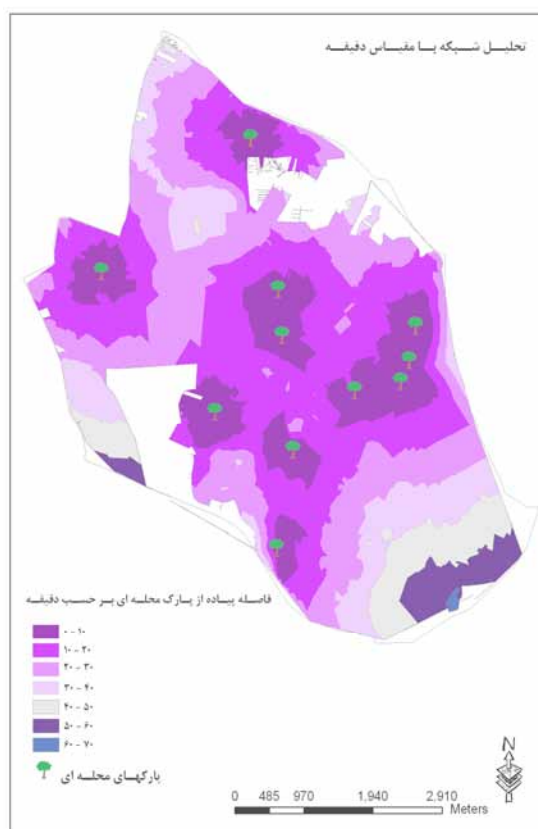 تحلیل شبکه با مقیاس دقیقه
فاصله پیاده از پارک محله ای بر حسب دقیقه
۰ - ۱۰
۱۰ - ۲۰
۲۰ - ۳۰
۳۰ - ۴۰
۴۰ - ۵۰
۵۰ - ۶۰
۶۰ - ۷۰
پارکهای محله ای
N
0 485 970 1,940 2,910
Meters